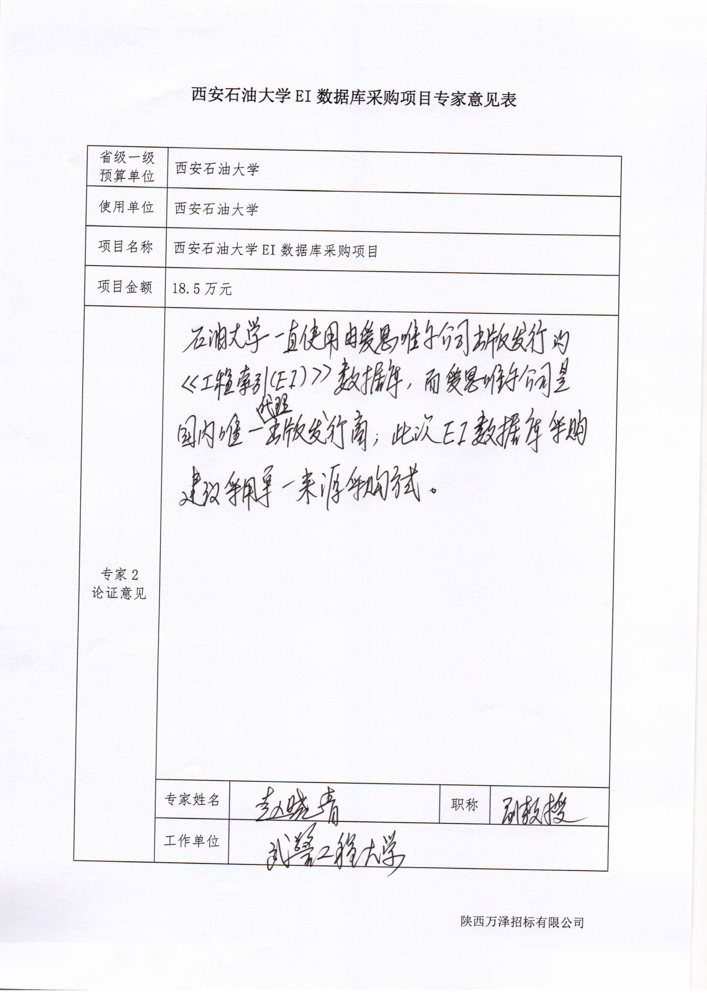 西安石油大学EI数据库采购项目专家意见表
省级一级
预算单位
西安石油大学
使用单位
西安石油大学
项目名称
西安石油大学EI数据库采购项目
项目金额
18.5万元
专家2
论证意见
石油大学一直使用由爱思唯尔公司出版发行的
《工程索引(EI)》数据库，而爱思唯尔公司是
代理
国内唯一出版发行商；此次EI数据库采购
建议采用单一来源采购方式。
专家姓名
赵晓青
职称
副教授
工作单位
武警工程大学
陕西万泽招标有限公司